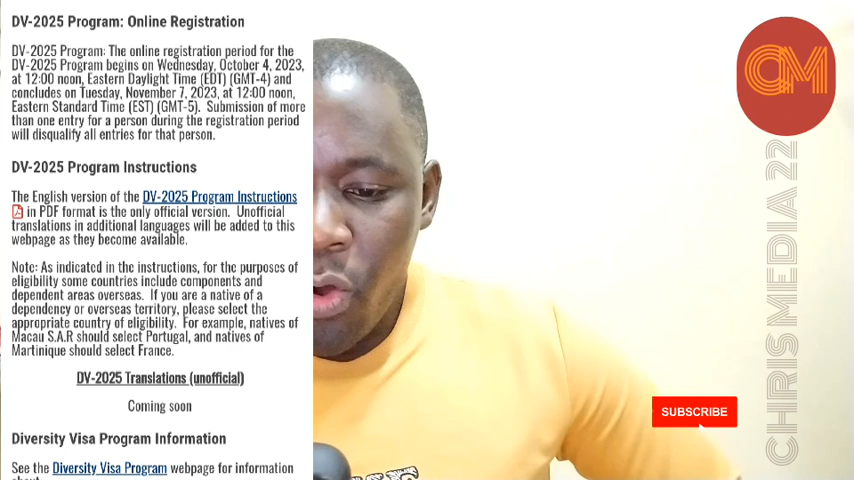 DV-2025 Program: Online Registration
DV-2025 Program: The online registration period for the
DV-2025 Program begins on Wednesday, October 4, 2023,
at 12:00 noon, Eastern Daylight Time (EDT) (GMT-4) and
concludes on Tuesday, November 7, 2023, at 12:00 noon,
Eastern Standard Time (EST) (GMT-5). Submission of more
than one entry for a person during the registration period
will disqualify all entries for that person.
DV-2025 Program Instructions
The English version of the DV-2025 Program Instructions
in PDF format is the only official version. Unofficial
translations in additional languages will be added to this
webpage as they become available.
Note: As indicated in the instructions, for the purposes of
eligibility some countries include components and
dependent areas overseas. If you are a native of a
dependency or overseas territory, please select the
appropriate country of eligibility. For example, natives of
Macau S.A.R should select Portugal, and natives of
Martinique should select France.
DV-2025 Translations (unofficial)
Coming soon
Diversity Visa Program Information
See the Diversity Visa Program webpage for information
CM
CHRIS MEDIA 22
SUBSCRIBE